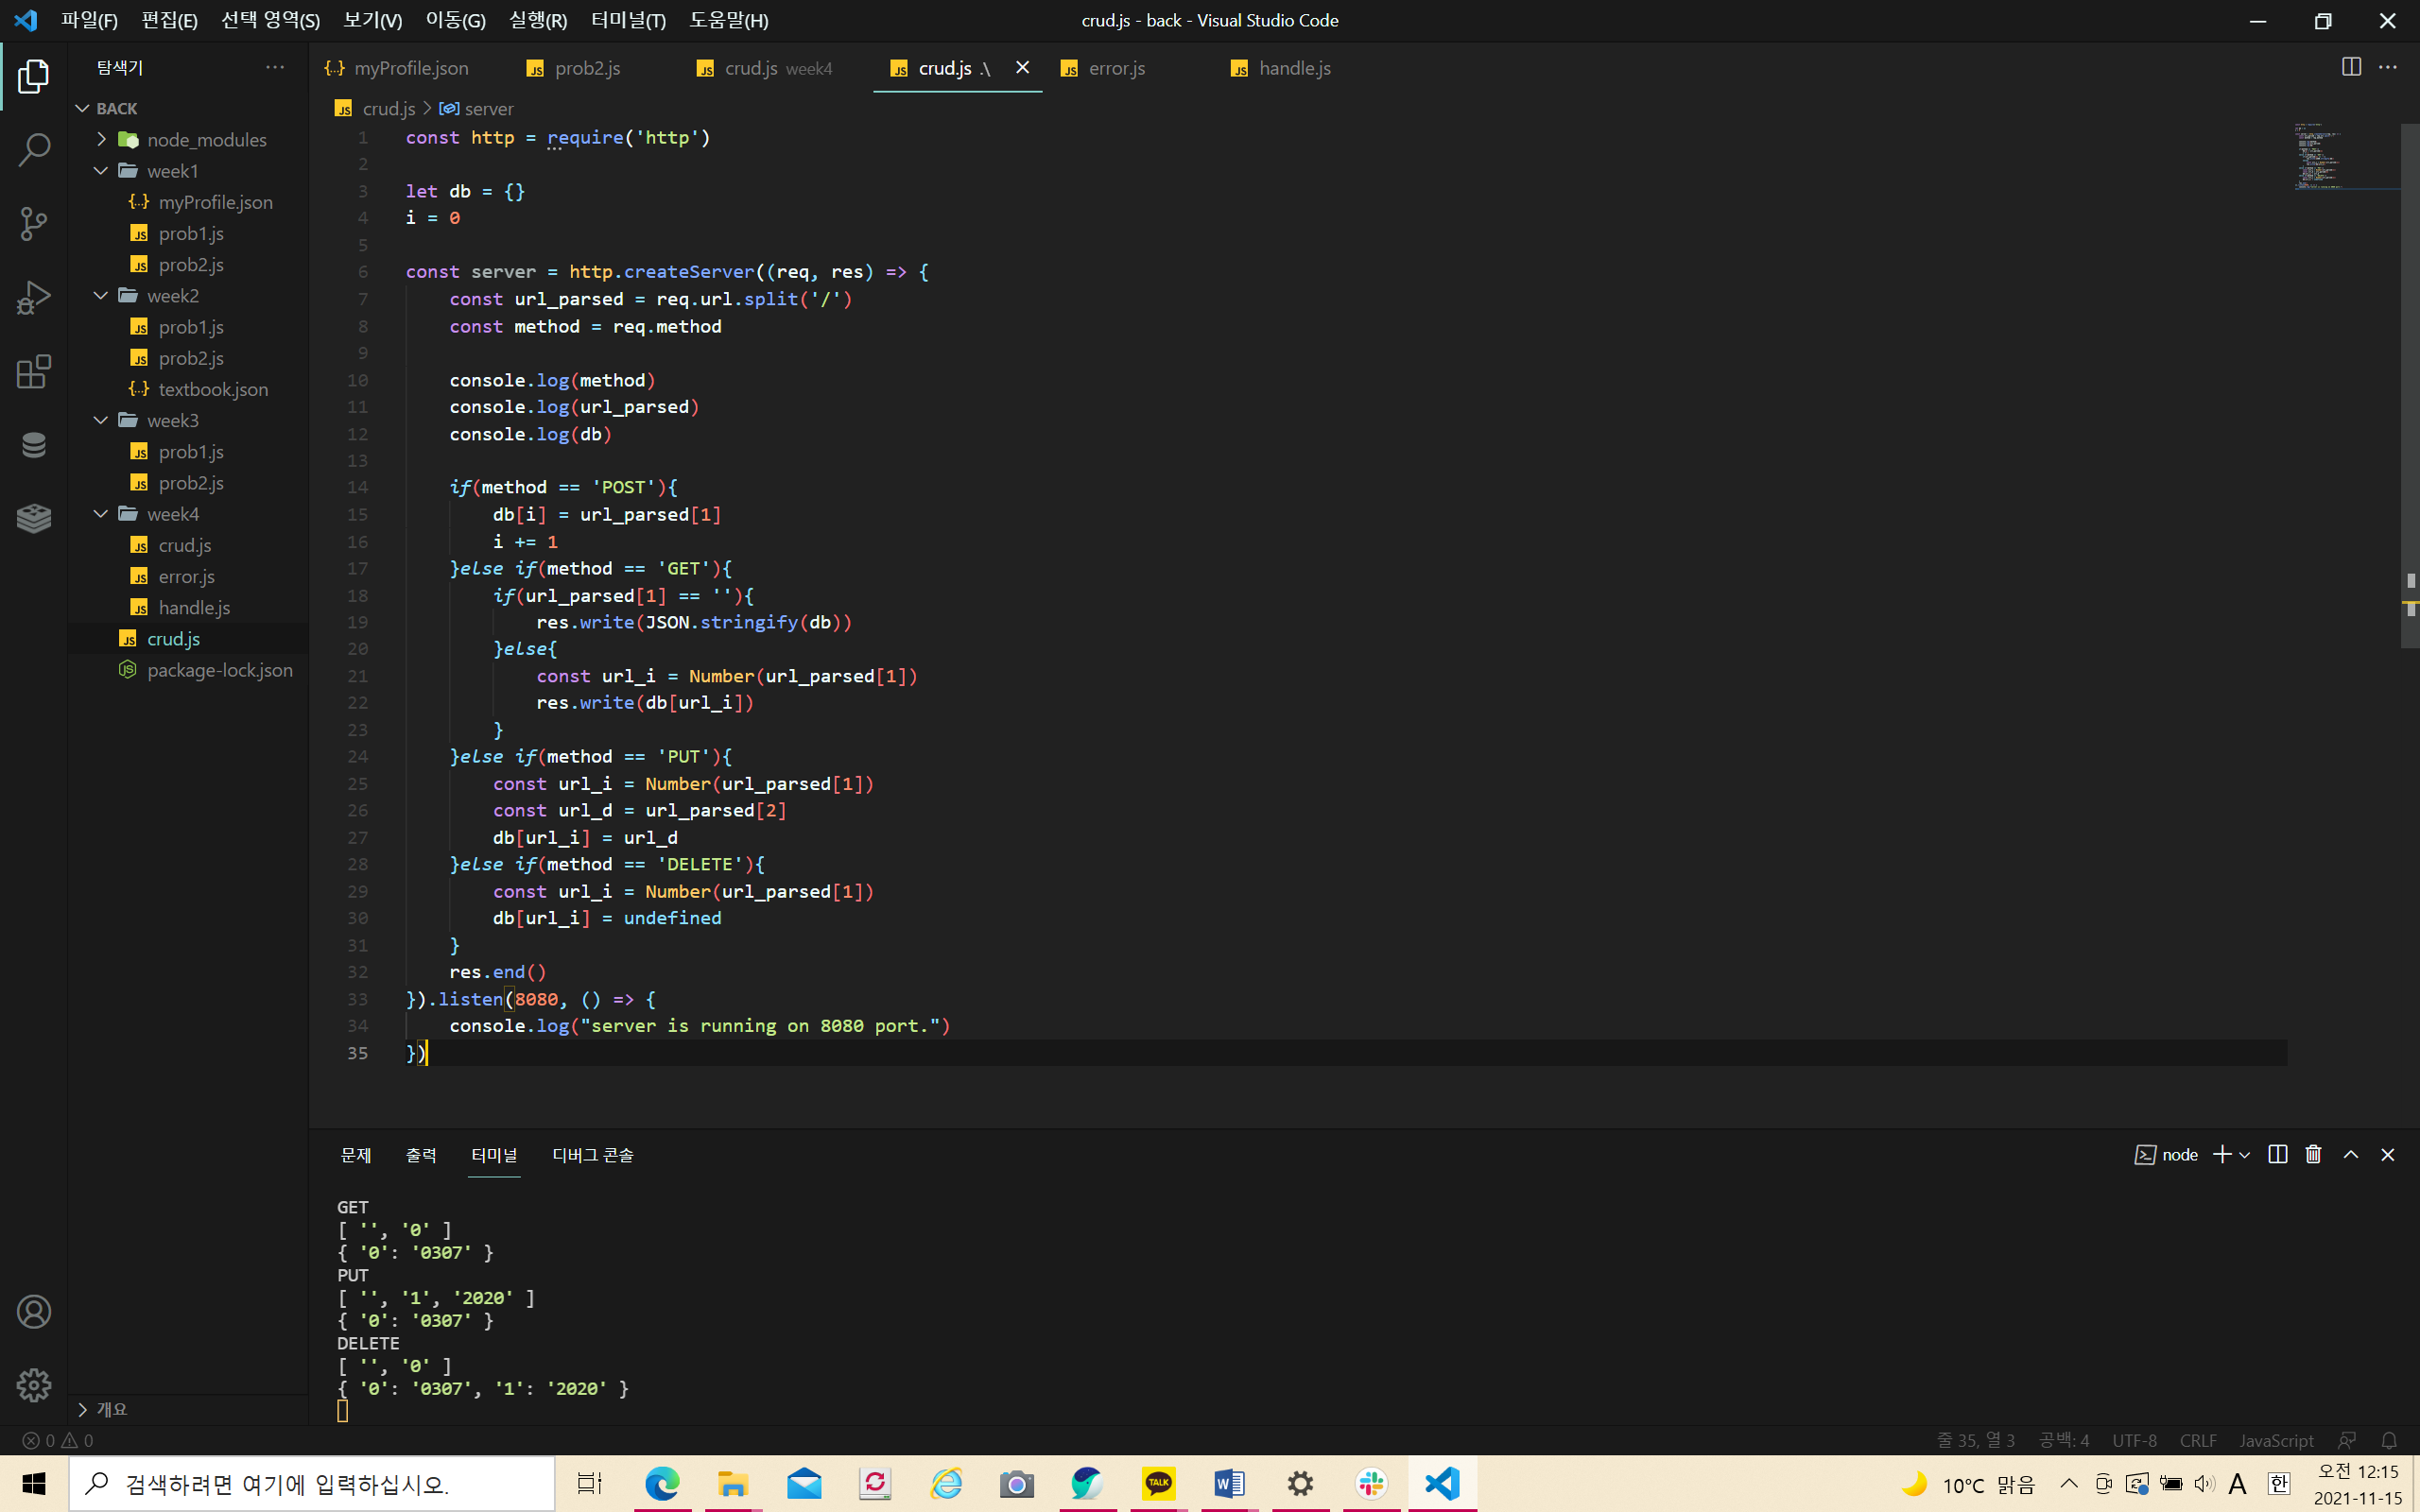 파일(F) 편집(E) 선택 영역(S) 보기(V) 이동(G) 실행(R) 터미널(T) 도움말(H) crud.js - back - Visual Studio Code
탐색기
myProfile.json prob2.js crud.js week4 crud.js .\ error.js handle.js
BACK
node_modules
week1
myProfile.json
prob1.js
prob2.js
week2
prob1.js
prob2.js
textbook.json
week3
prob1.js
prob2.js
week4
crud.js
error.js
handle.js
crud.js
package-lock.json
개요
crud.js > server
1 const http = require('http')
2
3 let db = {}
4 i = 0
5
6 const server = http.createServer((req, res) => {
7 const url_parsed = req.url.split('/')
8 const method = req.method
9
10 console.log(method)
11 console.log(url_parsed)
12 console.log(db)
13
14 if(method == 'POST'){
15 db[i] = url_parsed[1]
16 i += 1
17 }else if(method == 'GET'){
18 if(url_parsed[1] == ''){
19 res.write(JSON.stringify(db))
20 }else{
21 const url_i = Number(url_parsed[1])
22 res.write(db[url_i])
23 }
24 }else if(method == 'PUT'){
25 const url_i = Number(url_parsed[1])
26 const url_d = url_parsed[2]
27 db[url_i] = url_d
28 }else if(method == 'DELETE'){
29 const url_i = Number(url_parsed[1])
30 db[url_i] = undefined
31 }
32 res.end()
33 }).listen(8080, () => {
34 console.log("server is running on 8080 port.")
35 })
문제 출력 터미널 디버그 콘솔 node
GET
[ '', '0' ]
{ '0': '0307' }
PUT
[ '', '1', '2020' ]
{ '0': '0307' }
DELETE
[ '', '0' ]
{ '0': '0307', '1': '2020' }
0 0 줄 35, 열 3 공백: 4 UTF-8 CRLF JavaScript
검색하려면 여기에 입력하십시오. TALK 10°C 맑음 A 한 오전 12:15
2021-11-15